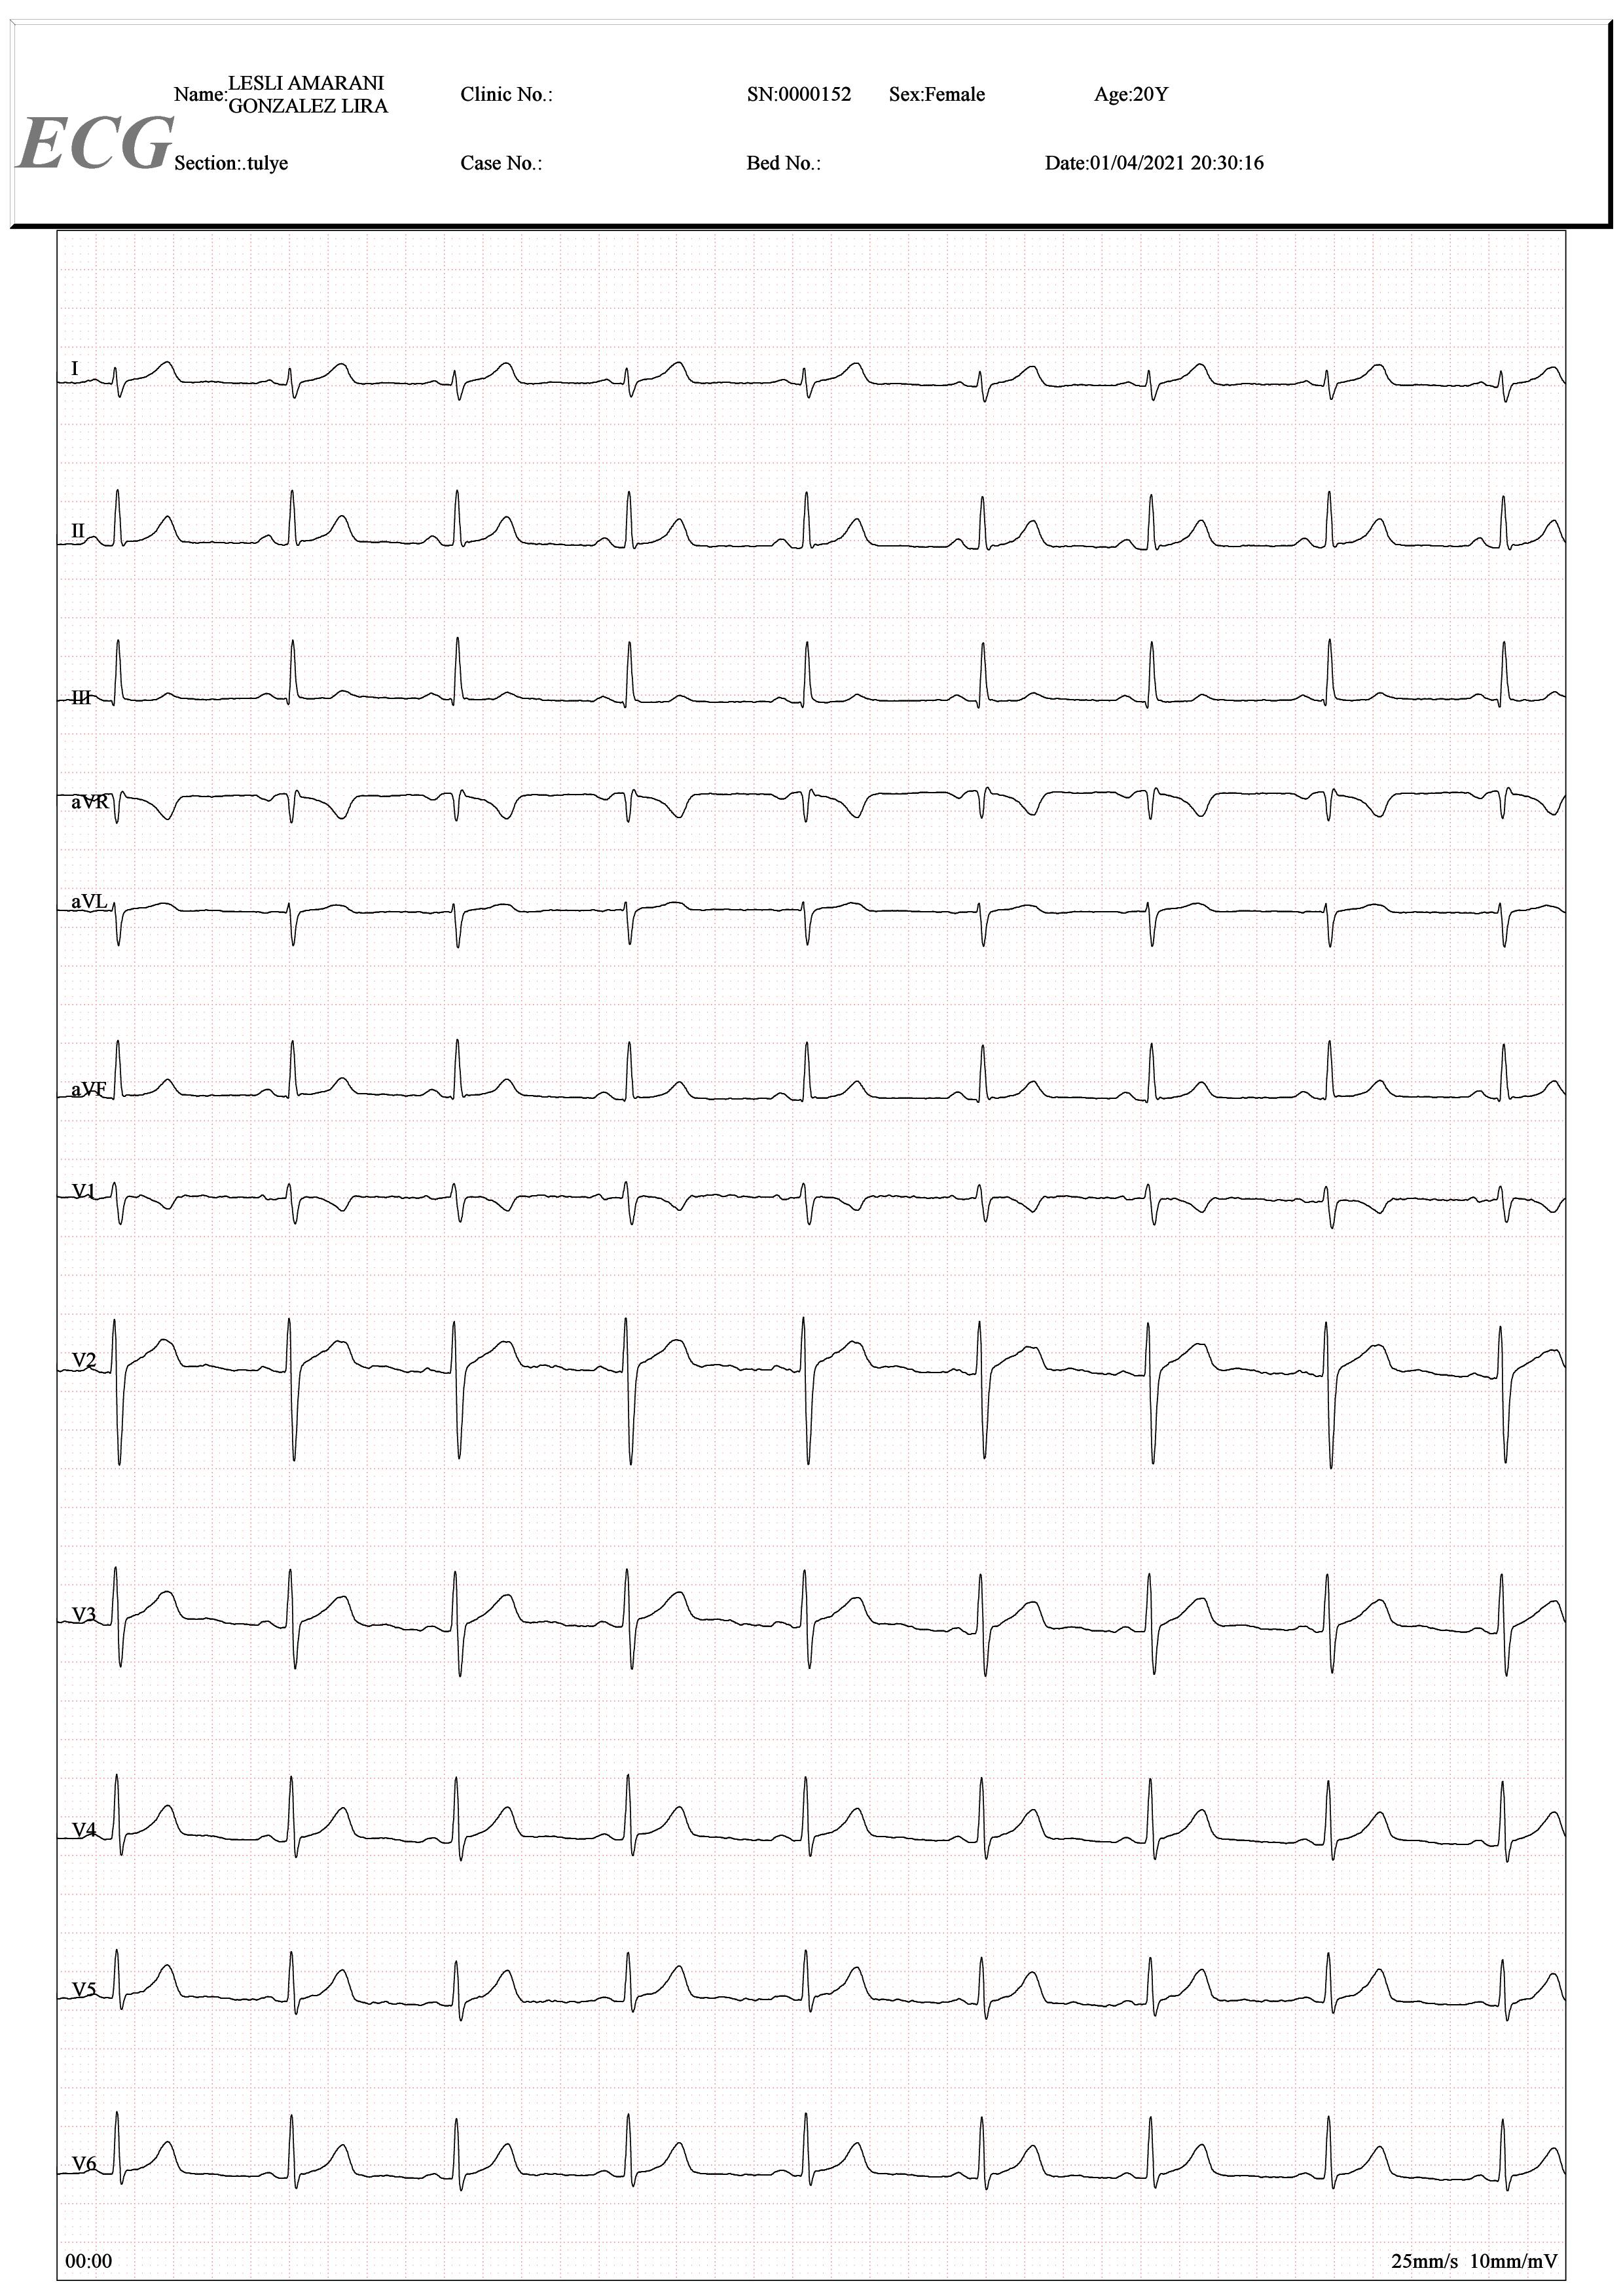 ECG
Name:LESLI AMARANI GONZALEZ LIRA Clinic No.: SN:0000152 Sex:Female Age:20Y
Section:.tulye Case No.: Bed No.: Date:01/04/2021 20:30:16
I
II
III
aVR
aVL
aVF
V1
V2
V3
V4
V5
V6
00:00 25mm/s 10mm/mV